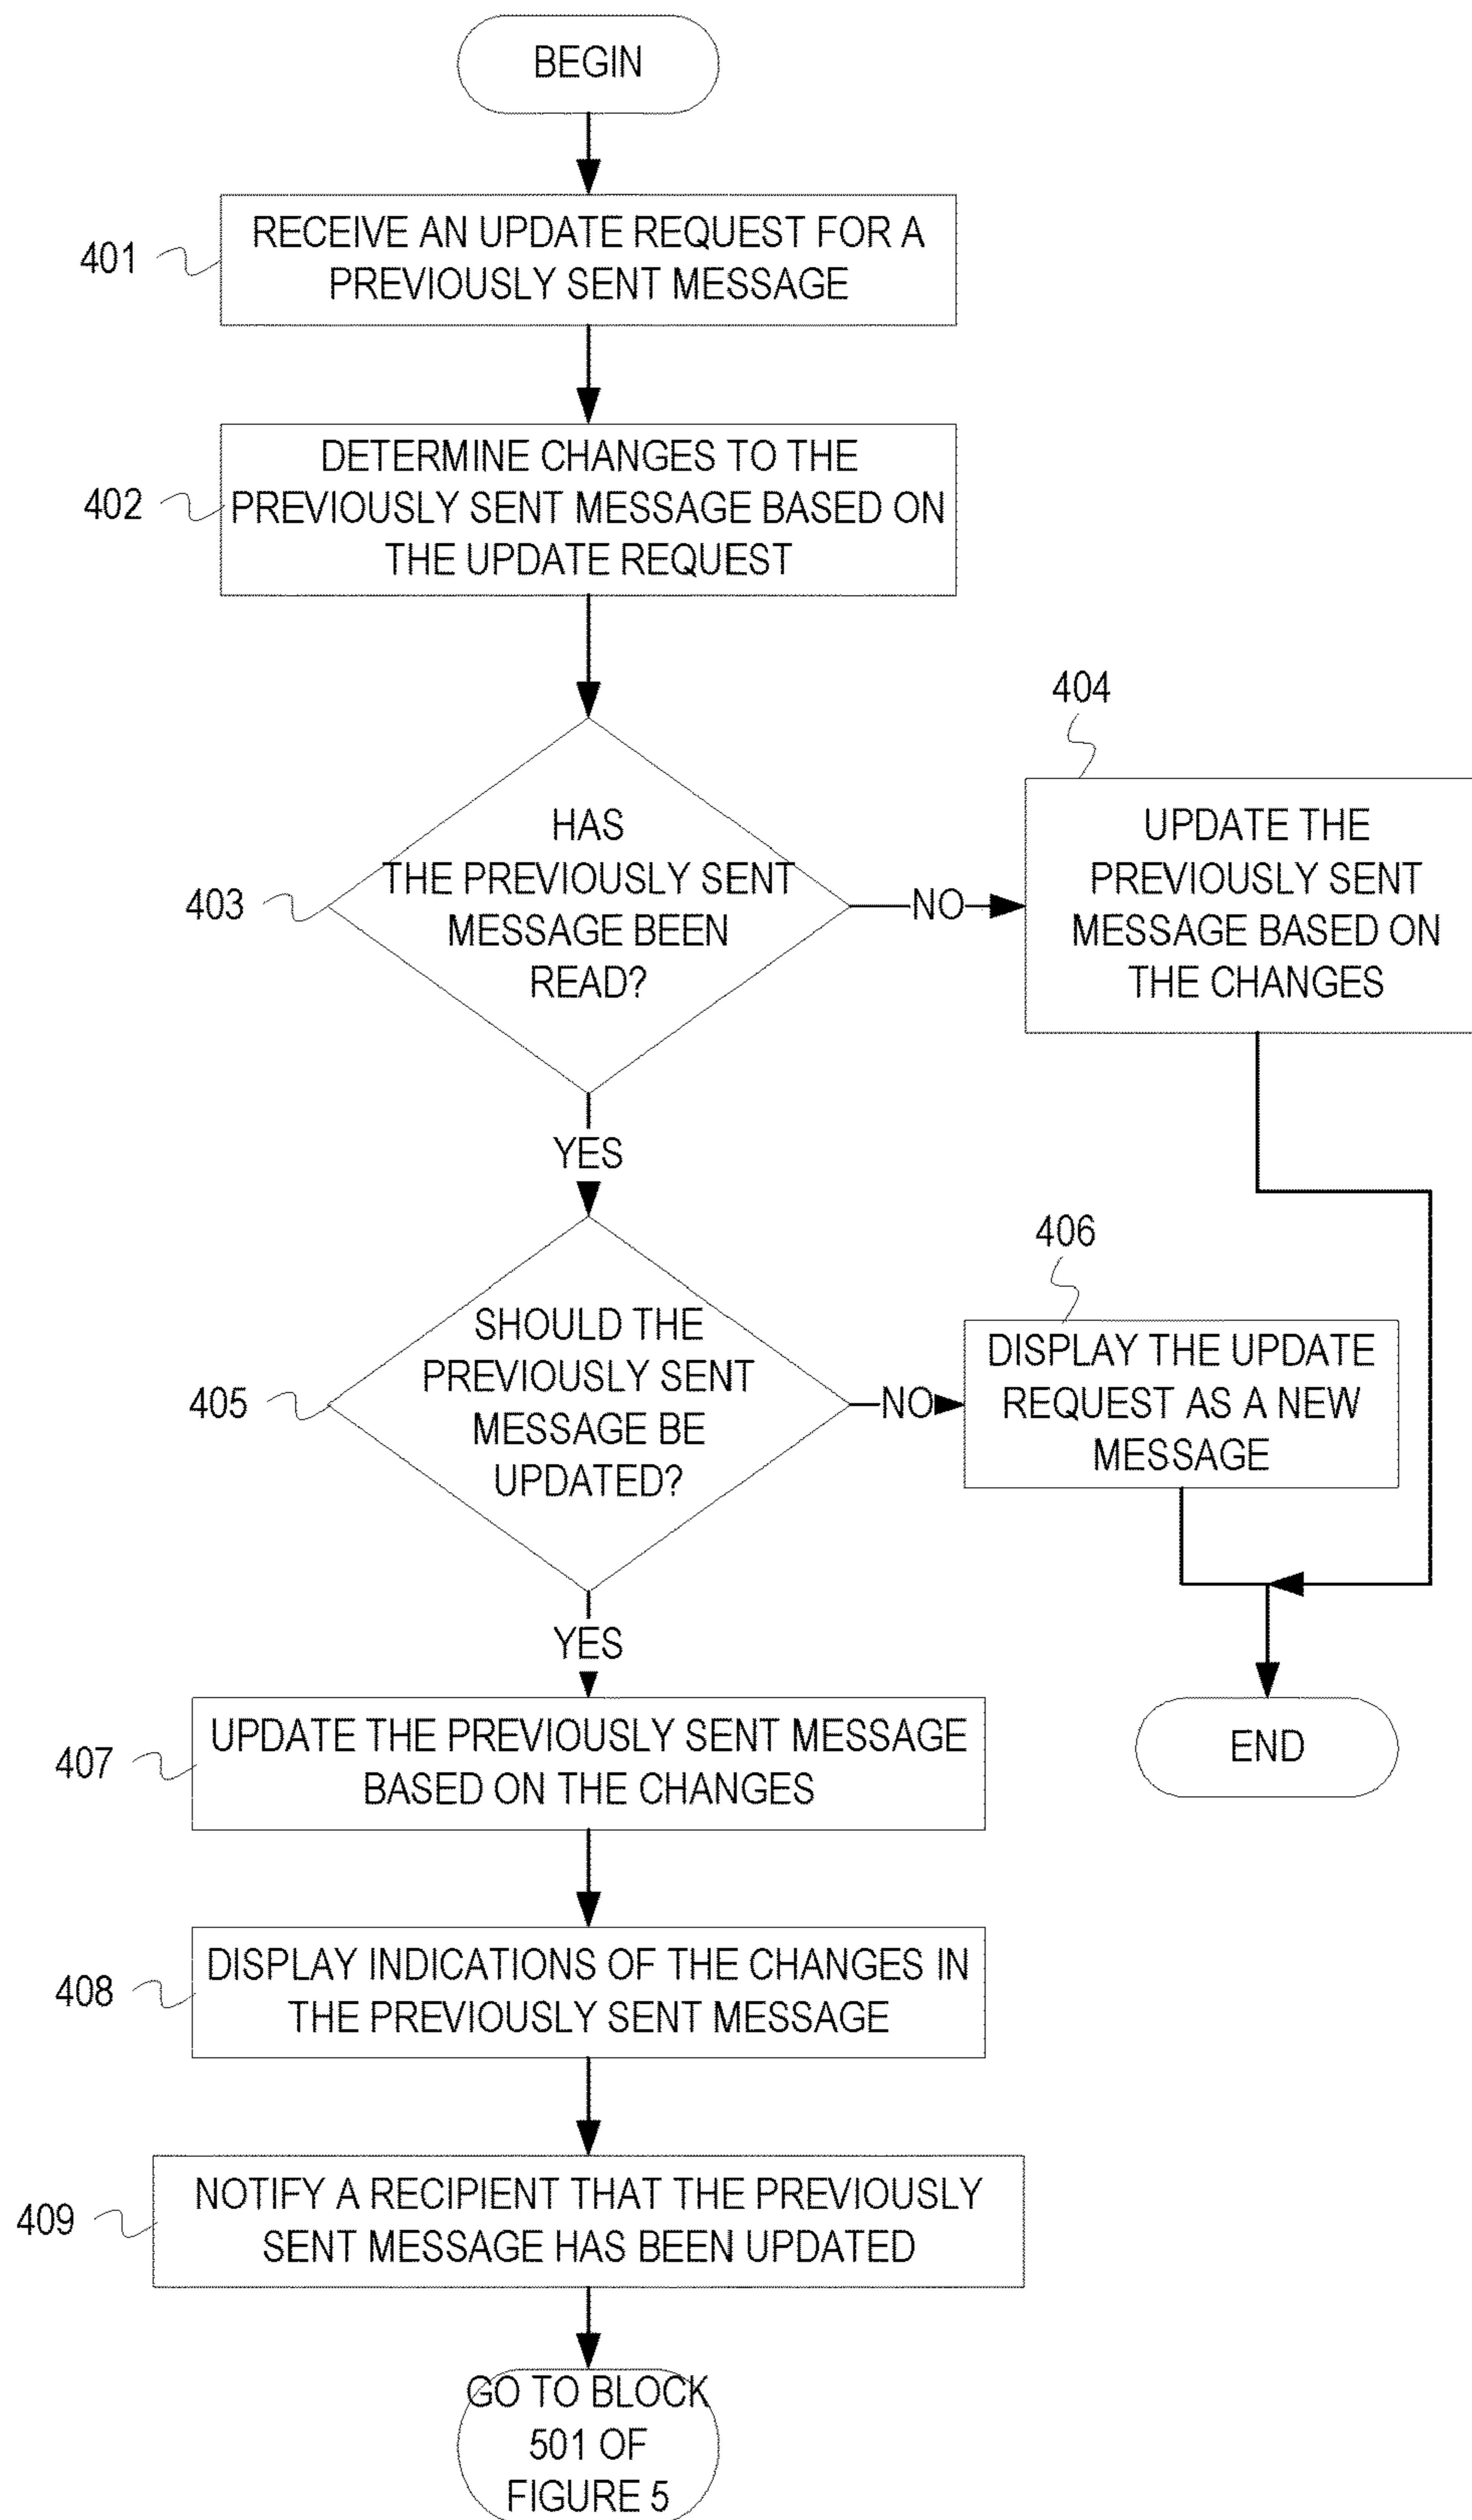 BEGIN
401
RECEIVE AN UPDATE REQUEST FOR A
PREVIOUSLY SENT MESSAGE
402
DETERMINE CHANGES TO THE
PREVIOUSLY SENT MESSAGE BASED ON
THE UPDATE REQUEST
403
HAS
THE PREVIOUSLY SENT
MESSAGE BEEN
READ?
NO
404
UPDATE THE
PREVIOUSLY SENT
MESSAGE BASED ON
THE CHANGES
YES
405
SHOULD THE
PREVIOUSLY SENT
MESSAGE BE
UPDATED?
NO
406
DISPLAY THE UPDATE
REQUEST AS A NEW
MESSAGE
YES
END
407
UPDATE THE PREVIOUSLY SENT MESSAGE
BASED ON THE CHANGES
408
DISPLAY INDICATIONS OF THE CHANGES IN
THE PREVIOUSLY SENT MESSAGE
409
NOTIFY A RECIPIENT THAT THE PREVIOUSLY
SENT MESSAGE HAS BEEN UPDATED
GO TO BLOCK
501 OF
FIGURE 5